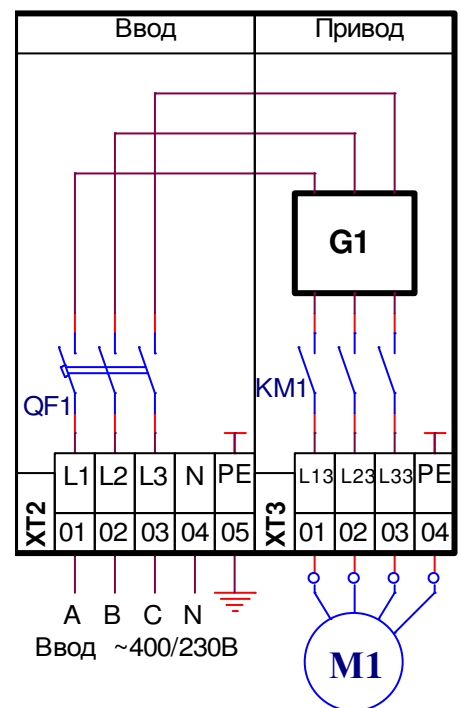 Ввод Привод
G1
QF1 KM1
XT2 L1 L2 L3 N PE XT3 L13 L23 L33 PE
01 02 03 04 05 01 02 03 04
A B C N
Ввод ~400/230В
M1